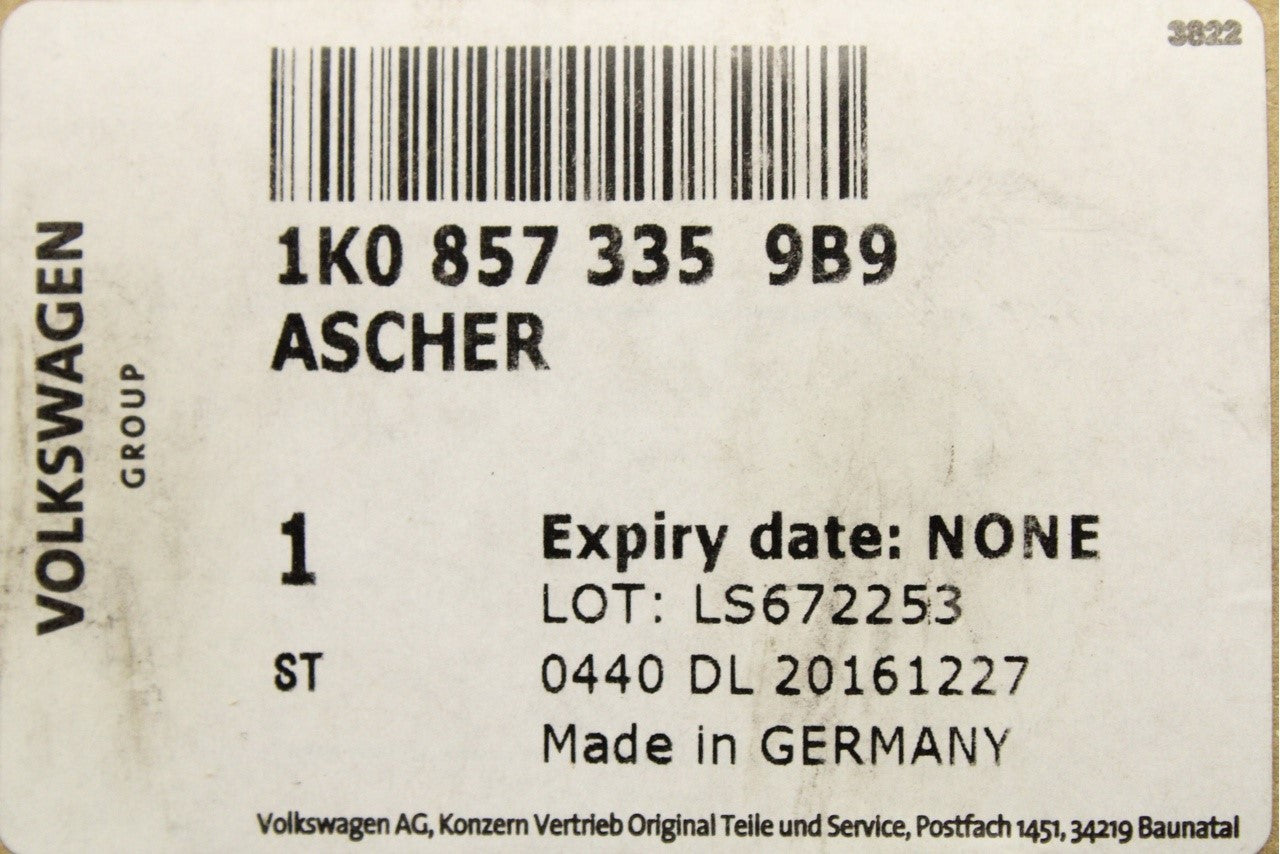 3822
VOLKSWAGEN
GROUP
1K0 857 335 9B9
ASCHER
1
ST
Expiry date: NONE
LOT: LS672253
0440 DL 20161227
Made in GERMANY
Volkswagen AG, Konzern Vertrieb Original Teile und Service, Postfach 1451, 34219 Baunatal